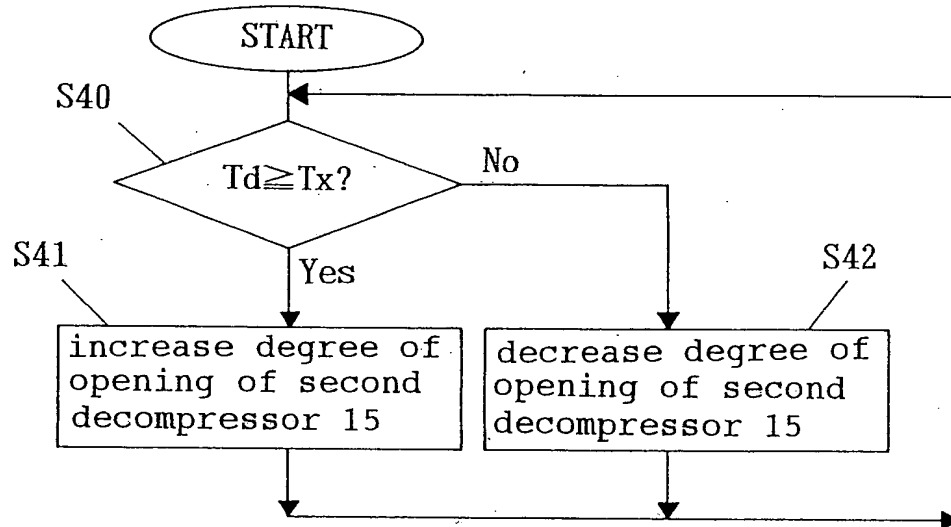 START
S40
Td≧Tx?
No
Yes
S41
S42
increase degree of
opening of second
decompressor 15
decrease degree of
opening of second
decompressor 15